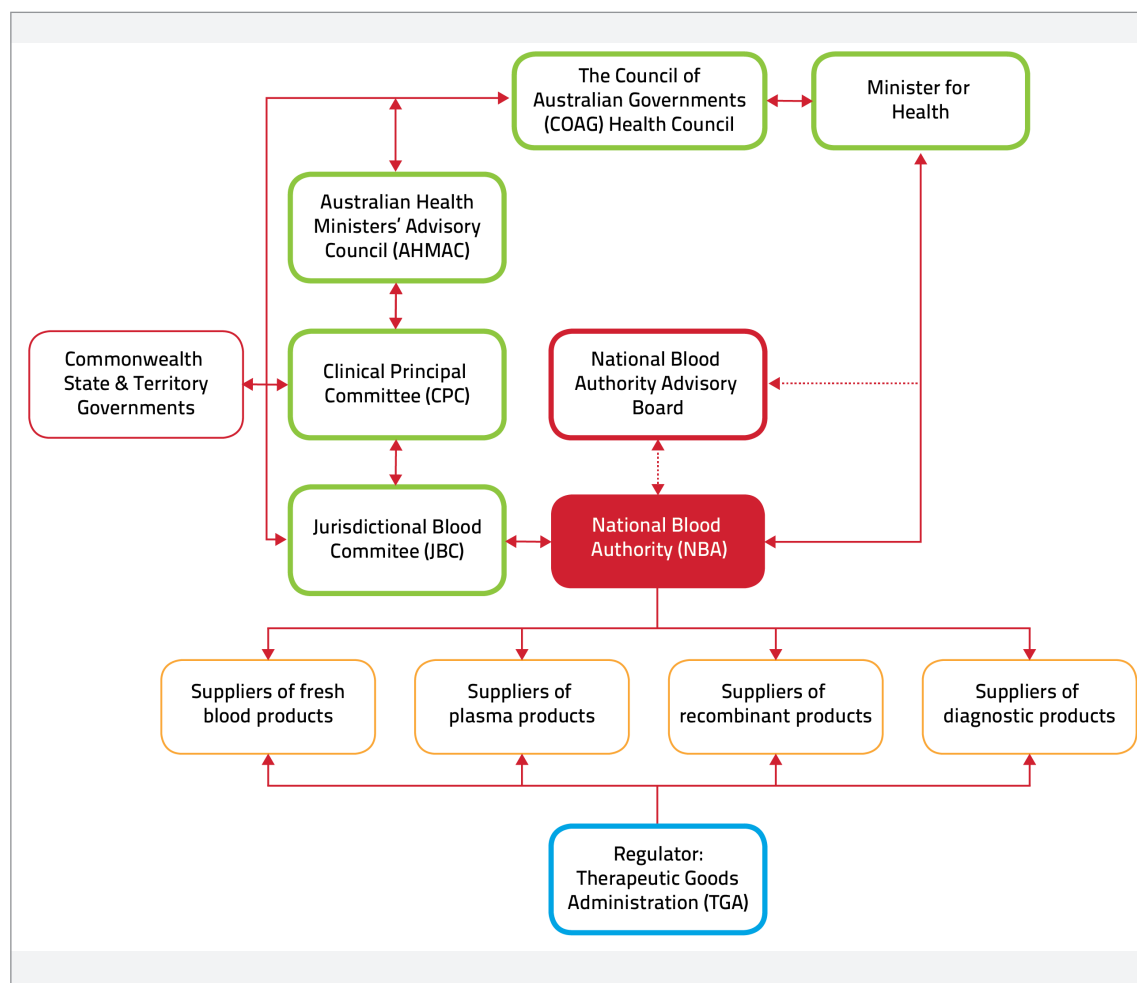 The Council of
Australian Governments
(COAG) Health Council
Minister for
Health
Australian Health
Ministers’ Advisory
Council (AHMAC)
Commonwealth
State & Territory
Governments
Clinical Principal
Committee (CPC)
National Blood
Authority Advisory
Board
Jurisdictional Blood
Commitee (JBC)
National Blood
Authority (NBA)
Suppliers of fresh
blood products
Suppliers of
plasma products
Suppliers of
recombinant products
Suppliers of
diagnostic products
Regulator:
Therapeutic Goods
Administration (TGA)